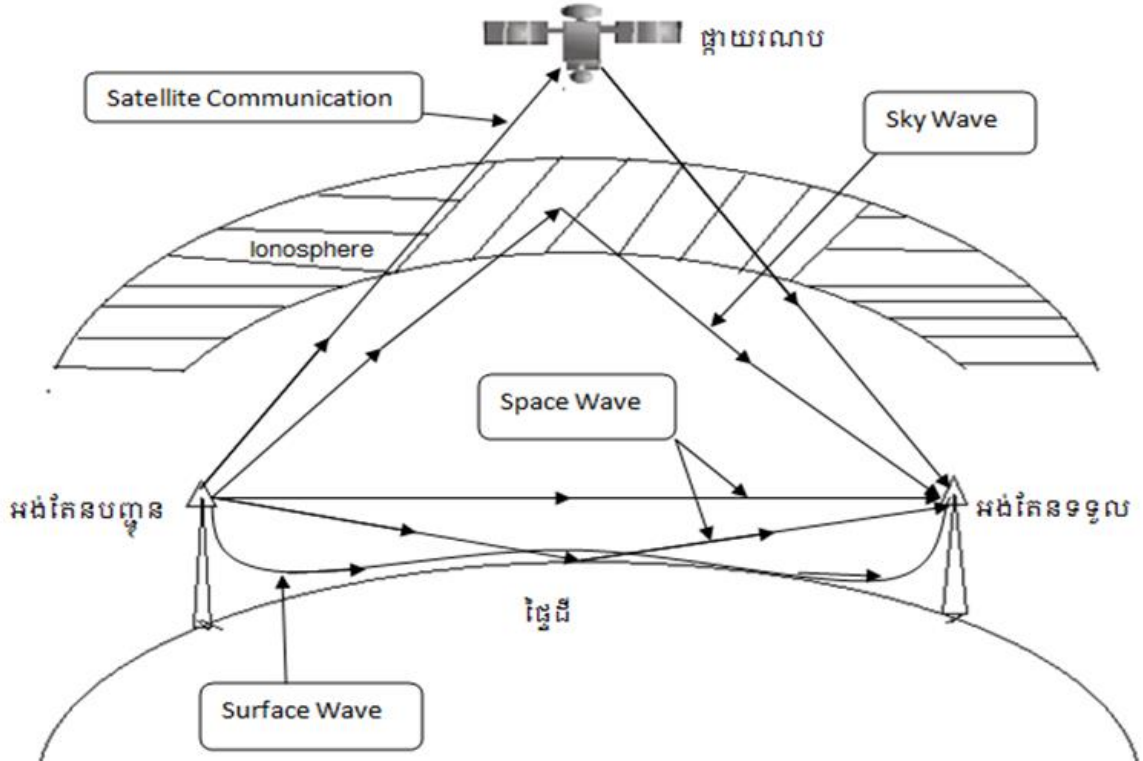 ផ្កាយរណប
Satellite Communication
Sky Wave
Ionosphere
Space Wave
អង់តែនបញ្ជូន
អង់តែនទទួល
ផ្ទៃដី
Surface Wave